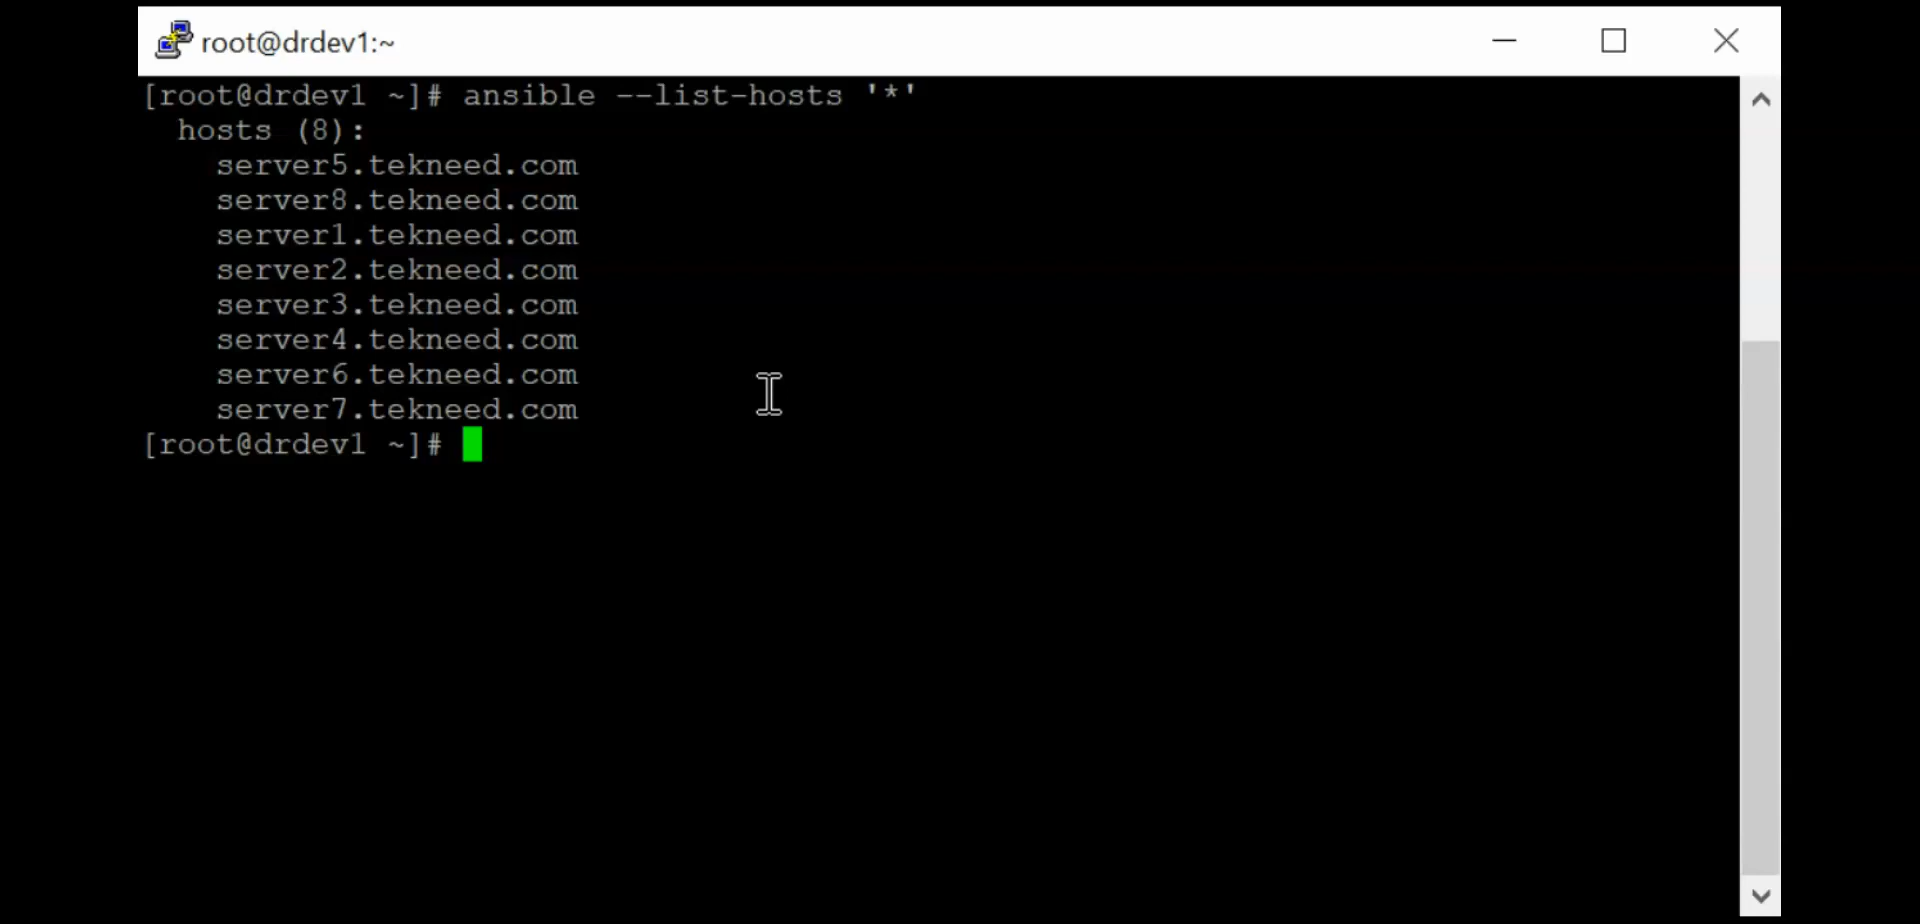 root@drdev1:~
[root@drdev1 ~]# ansible --list-hosts '*'
  hosts (8):
    server5.tekneed.com
    server8.tekneed.com
    server1.tekneed.com
    server2.tekneed.com
    server3.tekneed.com
    server4.tekneed.com
    server6.tekneed.com
    server7.tekneed.com
[root@drdev1 ~]#